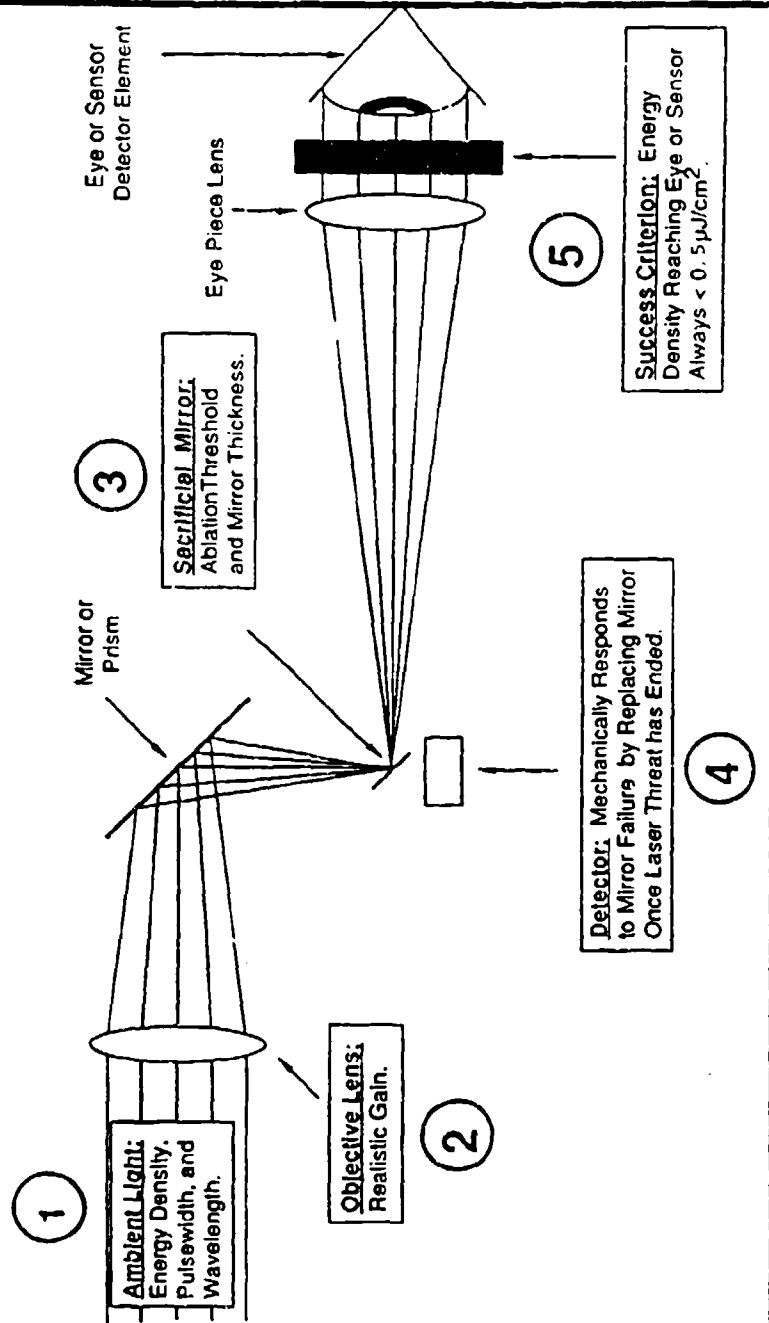 1
Ambient Light:
Energy Density,
Pulsewidth, and
Wavelength.
Objective Lens:
Realistic Gain.
2
Mirror or
Prism
3
Sacrificial Mirror:
Ablation Threshold
and Mirror Thickness.
Detector: Mechanically Responds
to Mirror Failure by Replacing Mirror
Once Laser Threat has Ended.
4
Eye Piece Lens
Eye or Sensor
Detector Element
5
Success Criterion: Energy
Density Reaching Eye or Sensor
Always < 0.5µJ/cm².